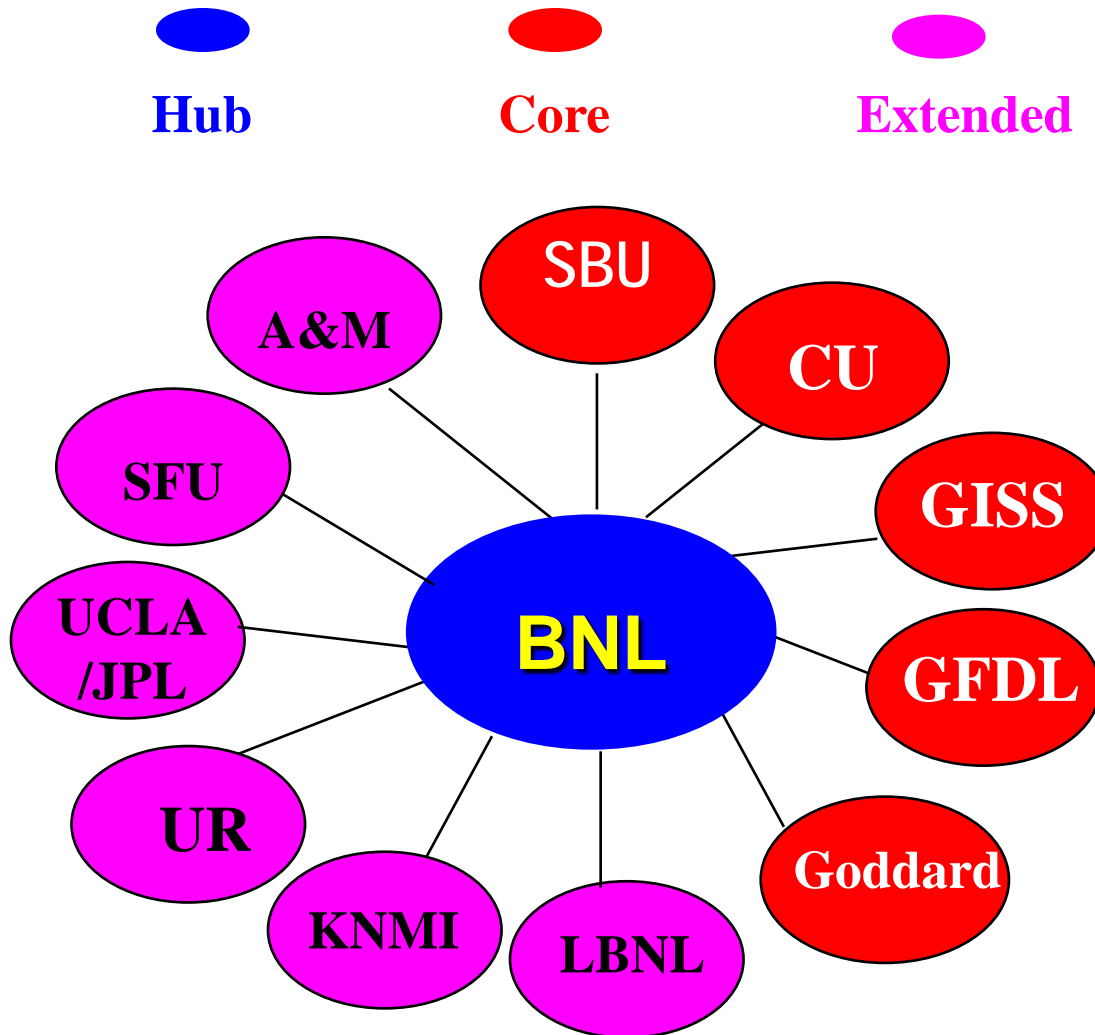 Hub
Core
Extended
SBU
A&M
CU
SFU
GISS
UCLA
/JPL
BNL
GFDL
UR
Goddard
KNMI
LBNL